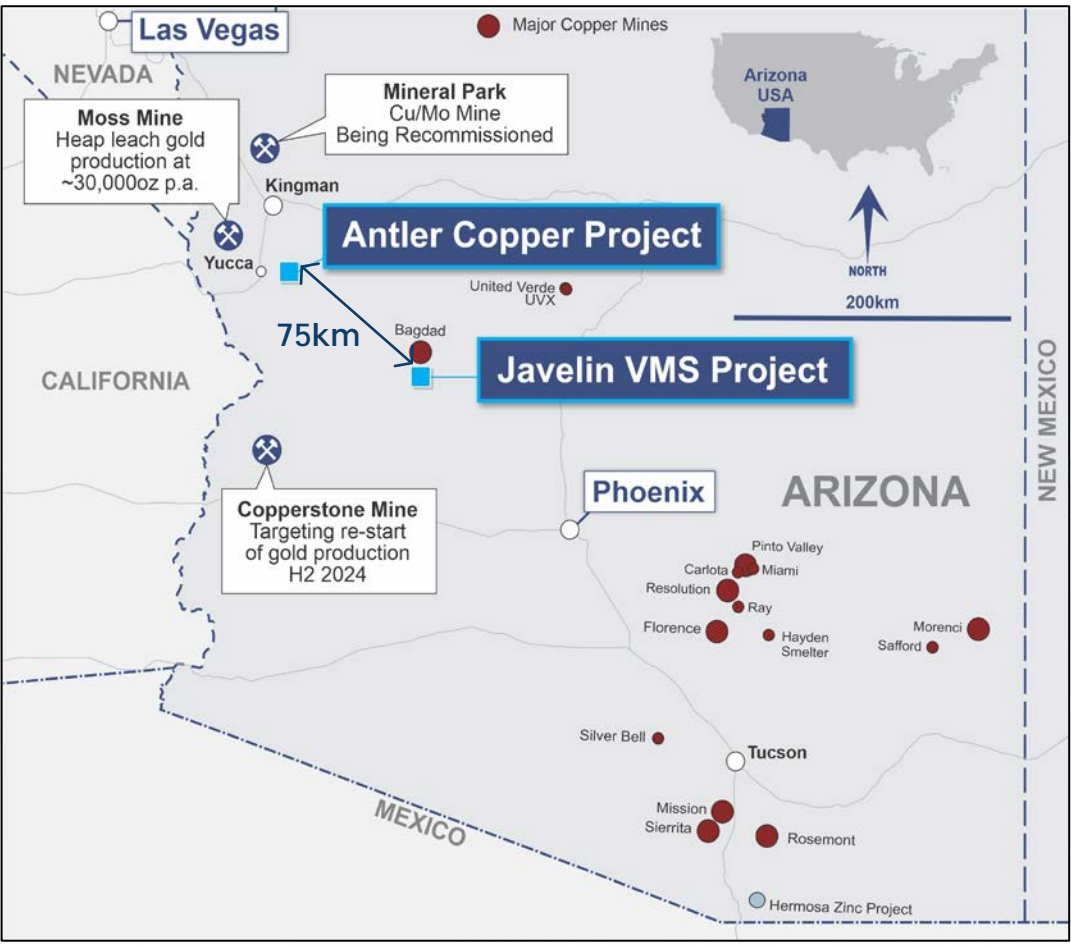 Las Vegas
Major Copper Mines
NEVADA
Arizona
USA
Mineral Park
Cu/Mo Mine
Being Recommissioned
Moss Mine
Heap leach gold
production at
~30,000oz p.a.
Kingman
Antler Copper Project
Yucca
NORTH
200km
United Verde
UVX
75km
Bagdad
Javelin VMS Project
CALIFORNIA
NEW MEXICO
Copperstone Mine
Targeting re-start
of gold production
H2 2024
Phoenix
ARIZONA
Pinto Valley
Carlota
Miami
Resolution
Ray
Florence
Hayden
Smelter
Morenci
Safford
Silver Bell
Tucson
Mission
Sierrita
Rosemont
MEXICO
Hermosa Zinc Project